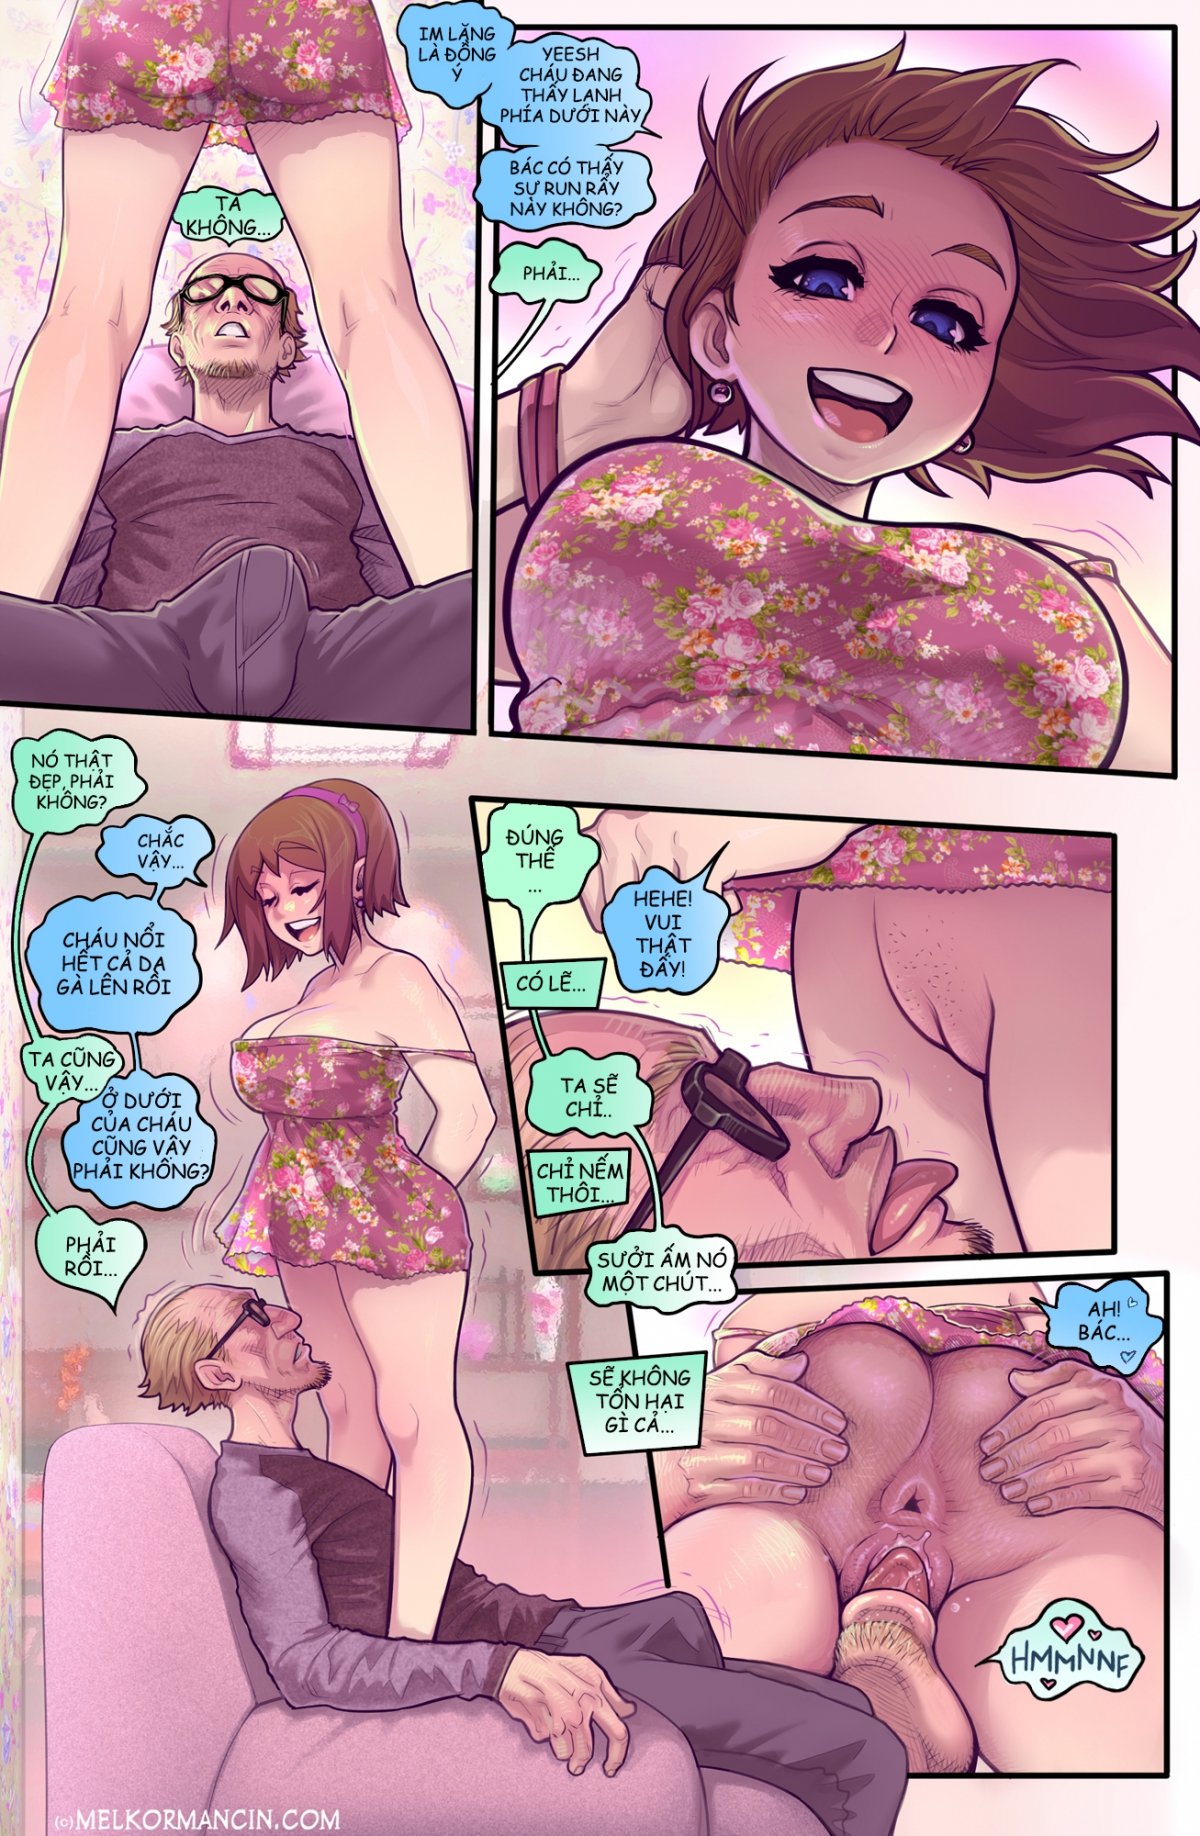 IM LẶNG
LÀ ĐỒNG
Ý
YEESH
CHÁU ĐANG
THẤY LẠNH
PHÍA DƯỚI NÀY
BÁC CÓ THẤY
SỰ RUN RẨY
NÀY KHÔNG?
TA
KHÔNG...
PHẢI...
NÓ THẬT
ĐẸP, PHẢI
KHÔNG?
CHẮC
VẬY...
CHÁU NỔI
HẾT CẢ DA
GÀ LÊN RỒI
TA CŨNG
VẬY...
Ở DƯỚI
CỦA CHÁU
CŨNG VẬY
PHẢI KHÔNG?
PHẢI
RỒI...
ĐÚNG
THẾ
...
HEHE!
VUI
THẬT
ĐẤY!
CÓ LẼ...
TA SẼ
CHỈ..
CHỈ NẾM
THÔI...
SƯỞI ẤM NÓ
MỘT CHÚT...
SẼ KHÔNG
TỔN HẠI
GÌ CẢ...
AH!
BÁC...
HMMNNF
(C)MELKORMANCIN.COM